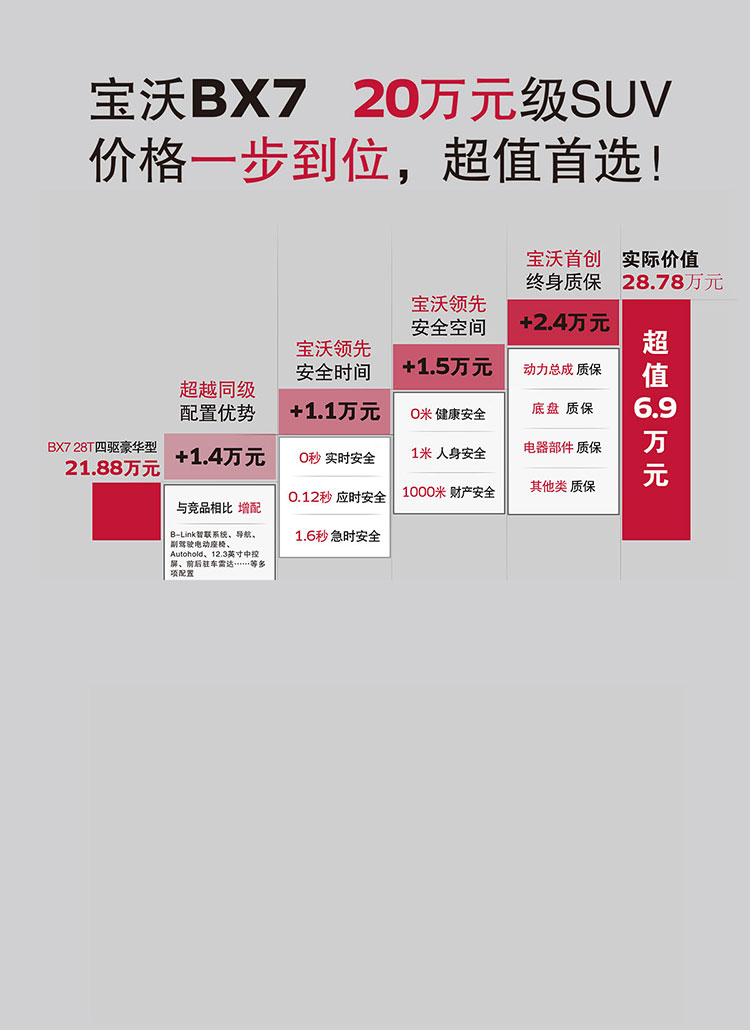 宝沃BX7 20万元级SUV
价格一步到位，超值首选！
BX7 28T四驱豪华型
21.88万元
超越同级
配置优势
+1.4万元
与竞品相比 增配
B-Link智联系统、导航、
副驾驶电动座椅、
Autohold、12.3英寸中控
屏、前后驻车雷达……等多
项配置
宝沃领先
安全时间
+1.1万元
0秒 实时安全
0.12秒 应时安全
1.6秒 急时安全
宝沃领先
安全空间
+1.5万元
0米 健康安全
1米 人身安全
1000米 财产安全
宝沃首创
终身质保
+2.4万元
动力总成 质保
底盘 质保
电器部件 质保
其他类 质保
实际价值
28.78万元
超
值
6.9
万
元